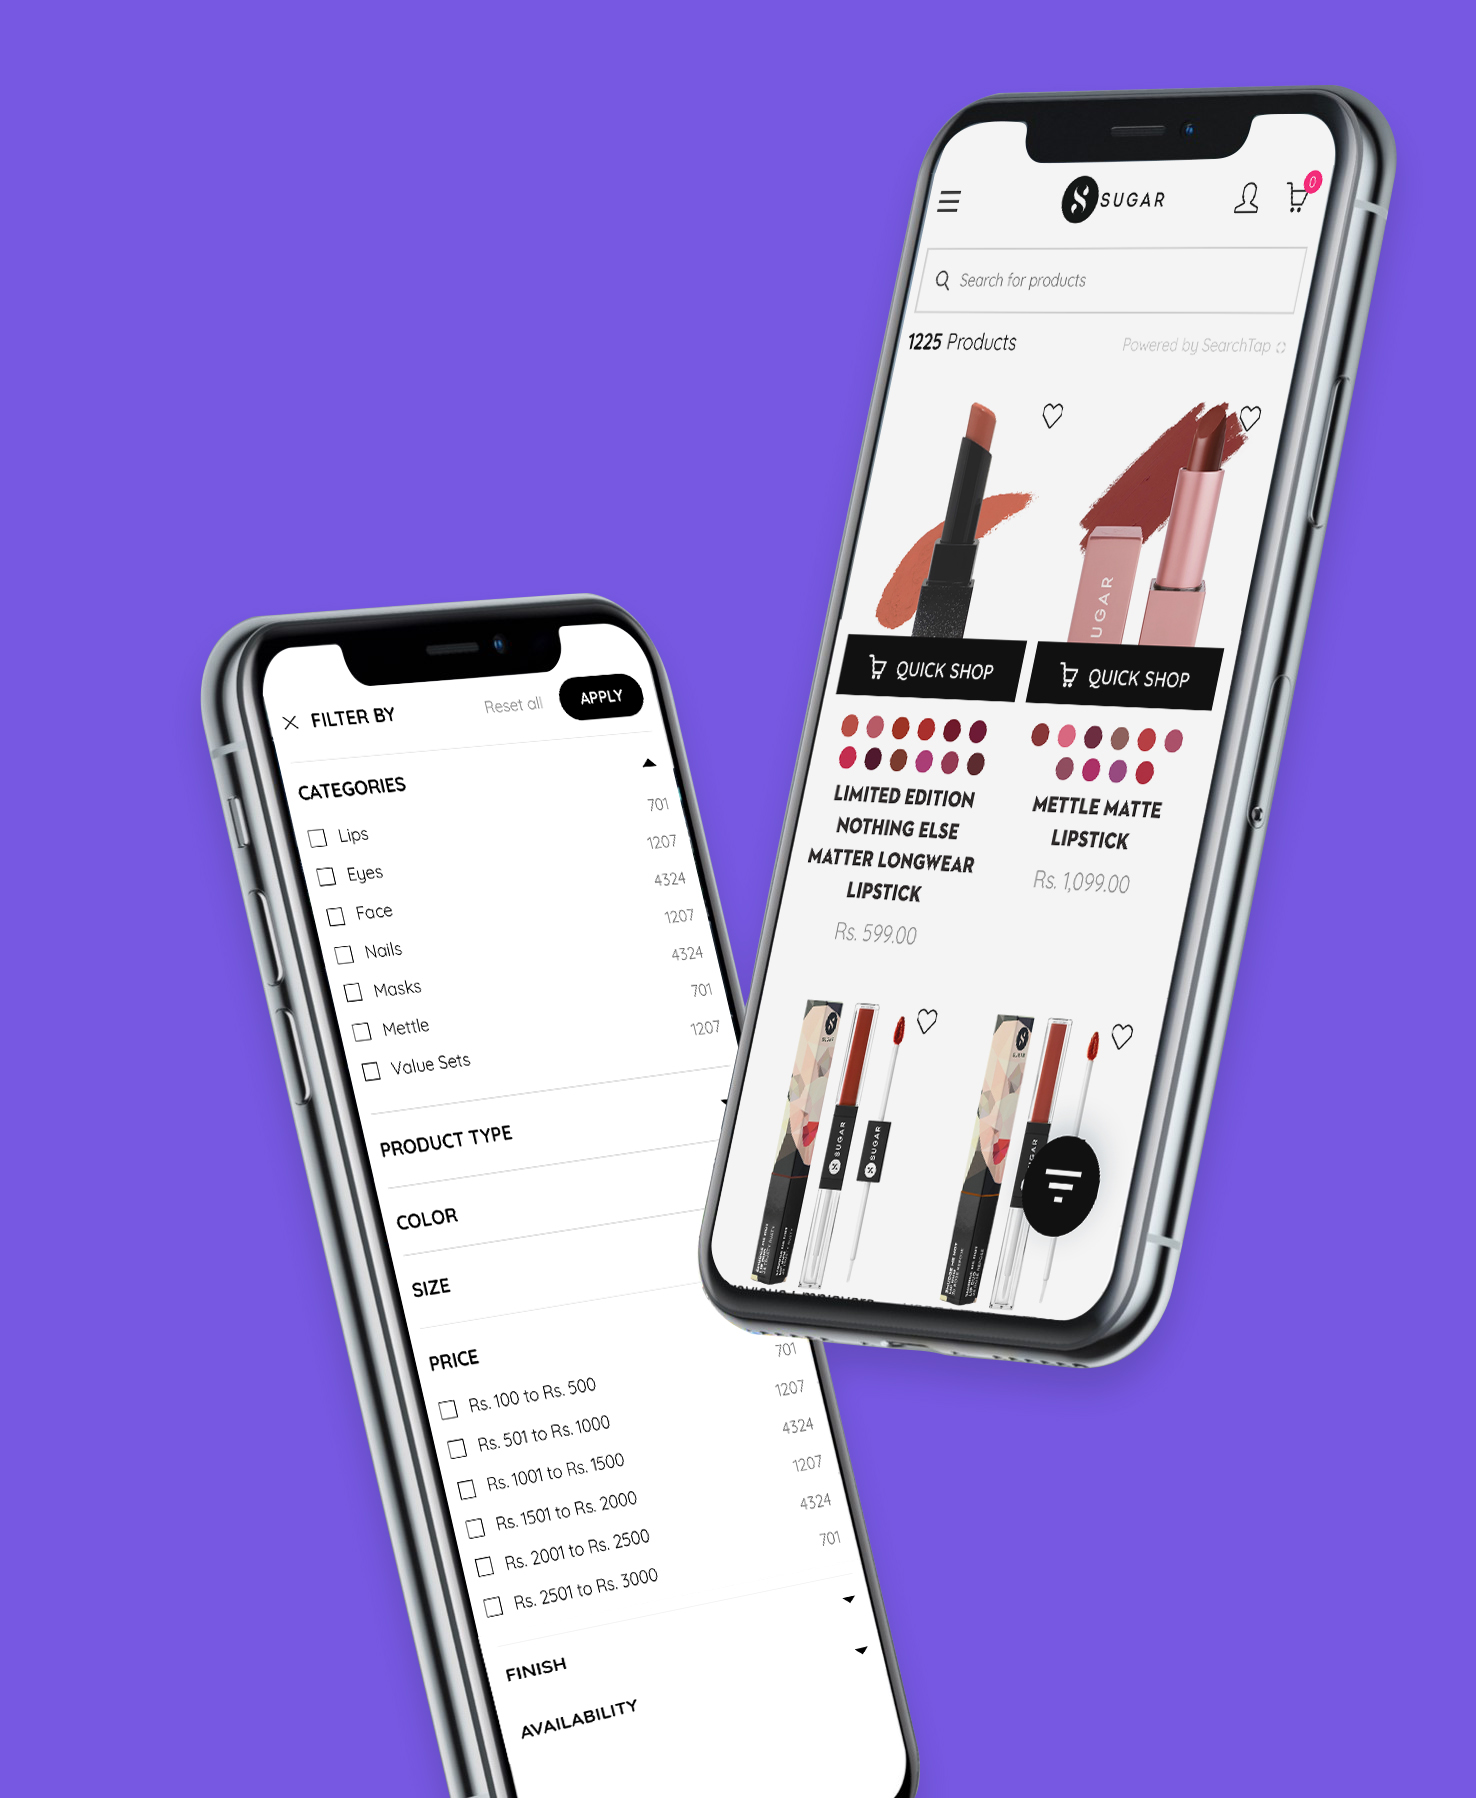 SUGAR
0
Search for products
1225 Products
Powered by SearchTap
SUGAR
QUICK SHOP
QUICK SHOP
LIMITED EDITION
NOTHING ELSE
MATTER LONGWEAR
LIPSTICK
Rs. 599.00
METTLE MATTE
LIPSTICK
Rs. 1,099.00
SUGAR
SUGAR
FILTER BY
Reset all
APPLY
CATEGORIES
Lips 701
Eyes 1207
Face 4324
Nails 1207
Masks 4324
Mettle 701
Value Sets 1207
PRODUCT TYPE
COLOR
SIZE
PRICE
Rs. 100 to Rs. 500 701
Rs. 501 to Rs. 1000 1207
Rs. 1001 to Rs. 1500 4324
Rs. 1501 to Rs. 2000 1207
Rs. 2001 to Rs. 2500 4324
Rs. 2501 to Rs. 3000 701
FINISH
AVAILABILITY